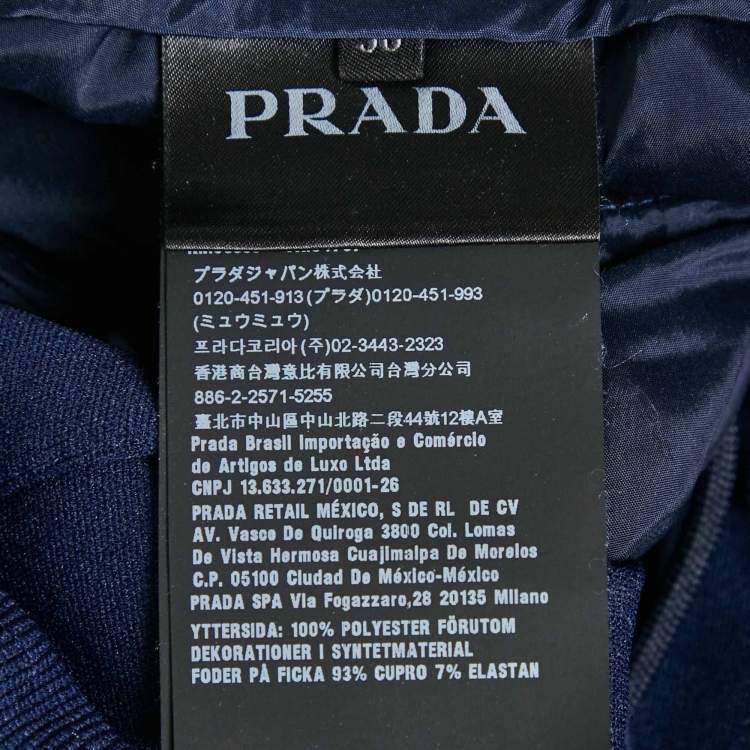 PRADA
プラダジャパン株式会社
0120-451-913(プラダ)0120-451-993
(ミュウミュウ)
프라다코리아(주)02-3443-2323
香港商台灣意比有限公司台灣分公司
886-2-2571-5255
臺北市中山區中山北路二段44號12樓A室
Prada Brasil Importação e Comércio
de Artigos de Luxo Ltda
CNPJ 13.633.271/0001-26
PRADA RETAIL MÉXICO, S DE RL DE CV
AV. Vasco De Quiroga 3800 Col. Lomas
De Vista Hermosa Cuajimalpa De Morelos
C.P. 05100 Ciudad De México-México
PRADA SPA Via Fogazzaro,28 20135 Milano
YTTERSIDA: 100% POLYESTER FÖRUTOM
DEKORATIONER I SYNTETMATERIAL
FODER PÅ FICKA 93% CUPRO 7% ELASTAN